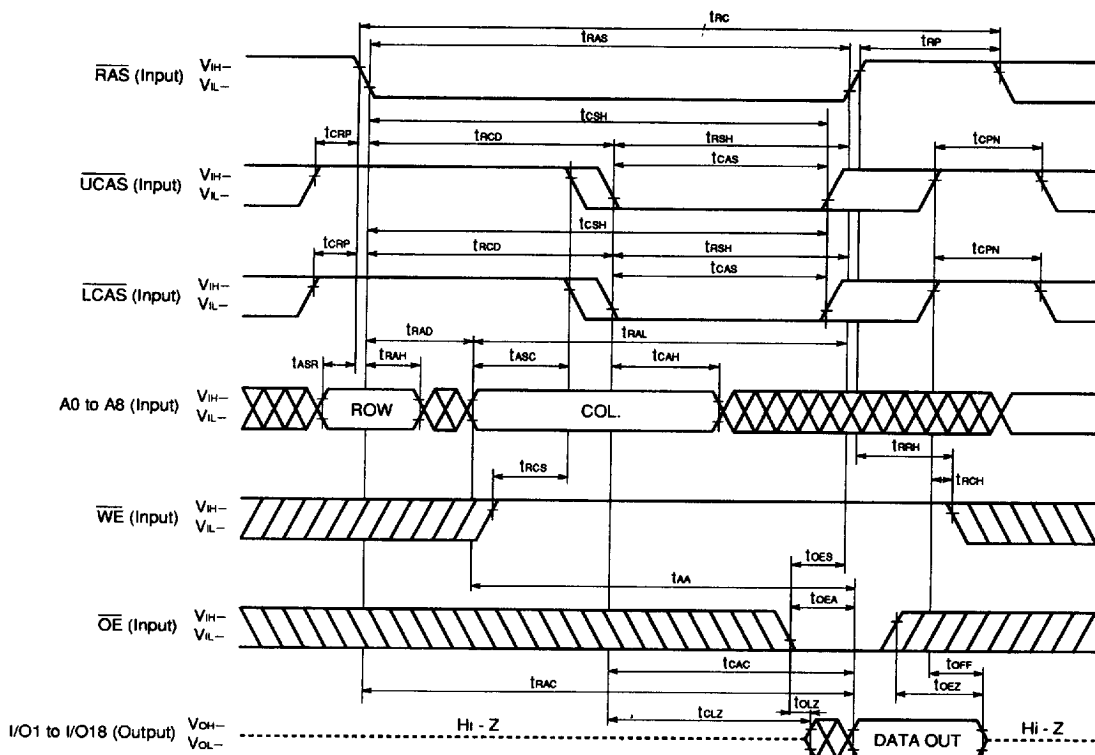 tRC
tRAS
tRP
RAS (Input)
VIH–
VIL–
tCSH
tCRP
tRCD
tRSH
tCPN
tCAS
UCAS (Input)
VIH–
VIL–
tCSH
tCRP
tRCD
tRSH
tCPN
tCAS
LCAS (Input)
VIH–
VIL–
tRAD
tRAL
tASR
tRAH
tASC
tCAH
A0 to A8 (Input)
VIH–
VIL–
ROW
COL.
tRRH
tRCS
tRCH
WE (Input)
VIH–
VIL–
tOES
tAA
tOEA
OE (Input)
VIH–
VIL–
tCAC
tOFF
tRAC
tOEZ
tOLZ
tCLZ
I/O1 to I/O18 (Output)
VOH–
VOL–
Hi - Z
DATA OUT
Hi - Z